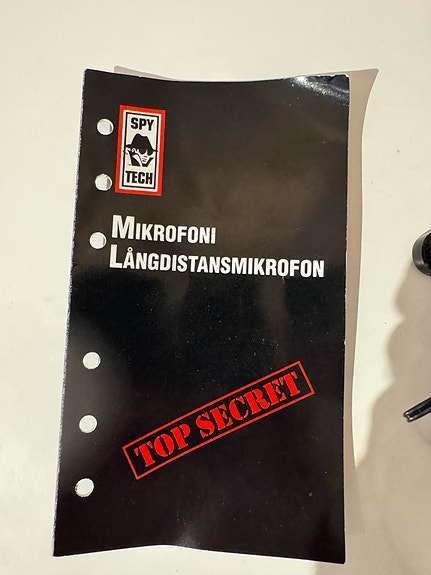 SPY
TECH
MIKROFONI
LÅNGDISTANSMIKROFON
TOP SECRET